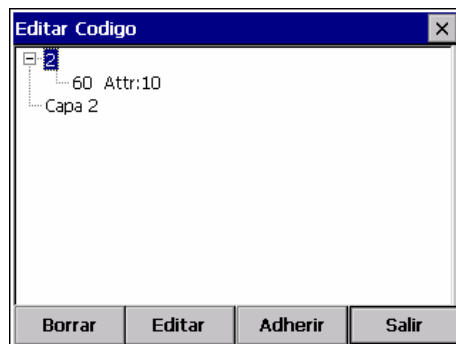 Editar Codigo
2
60 Attr:10
Capa 2
Borrar Editar Adherir Salir